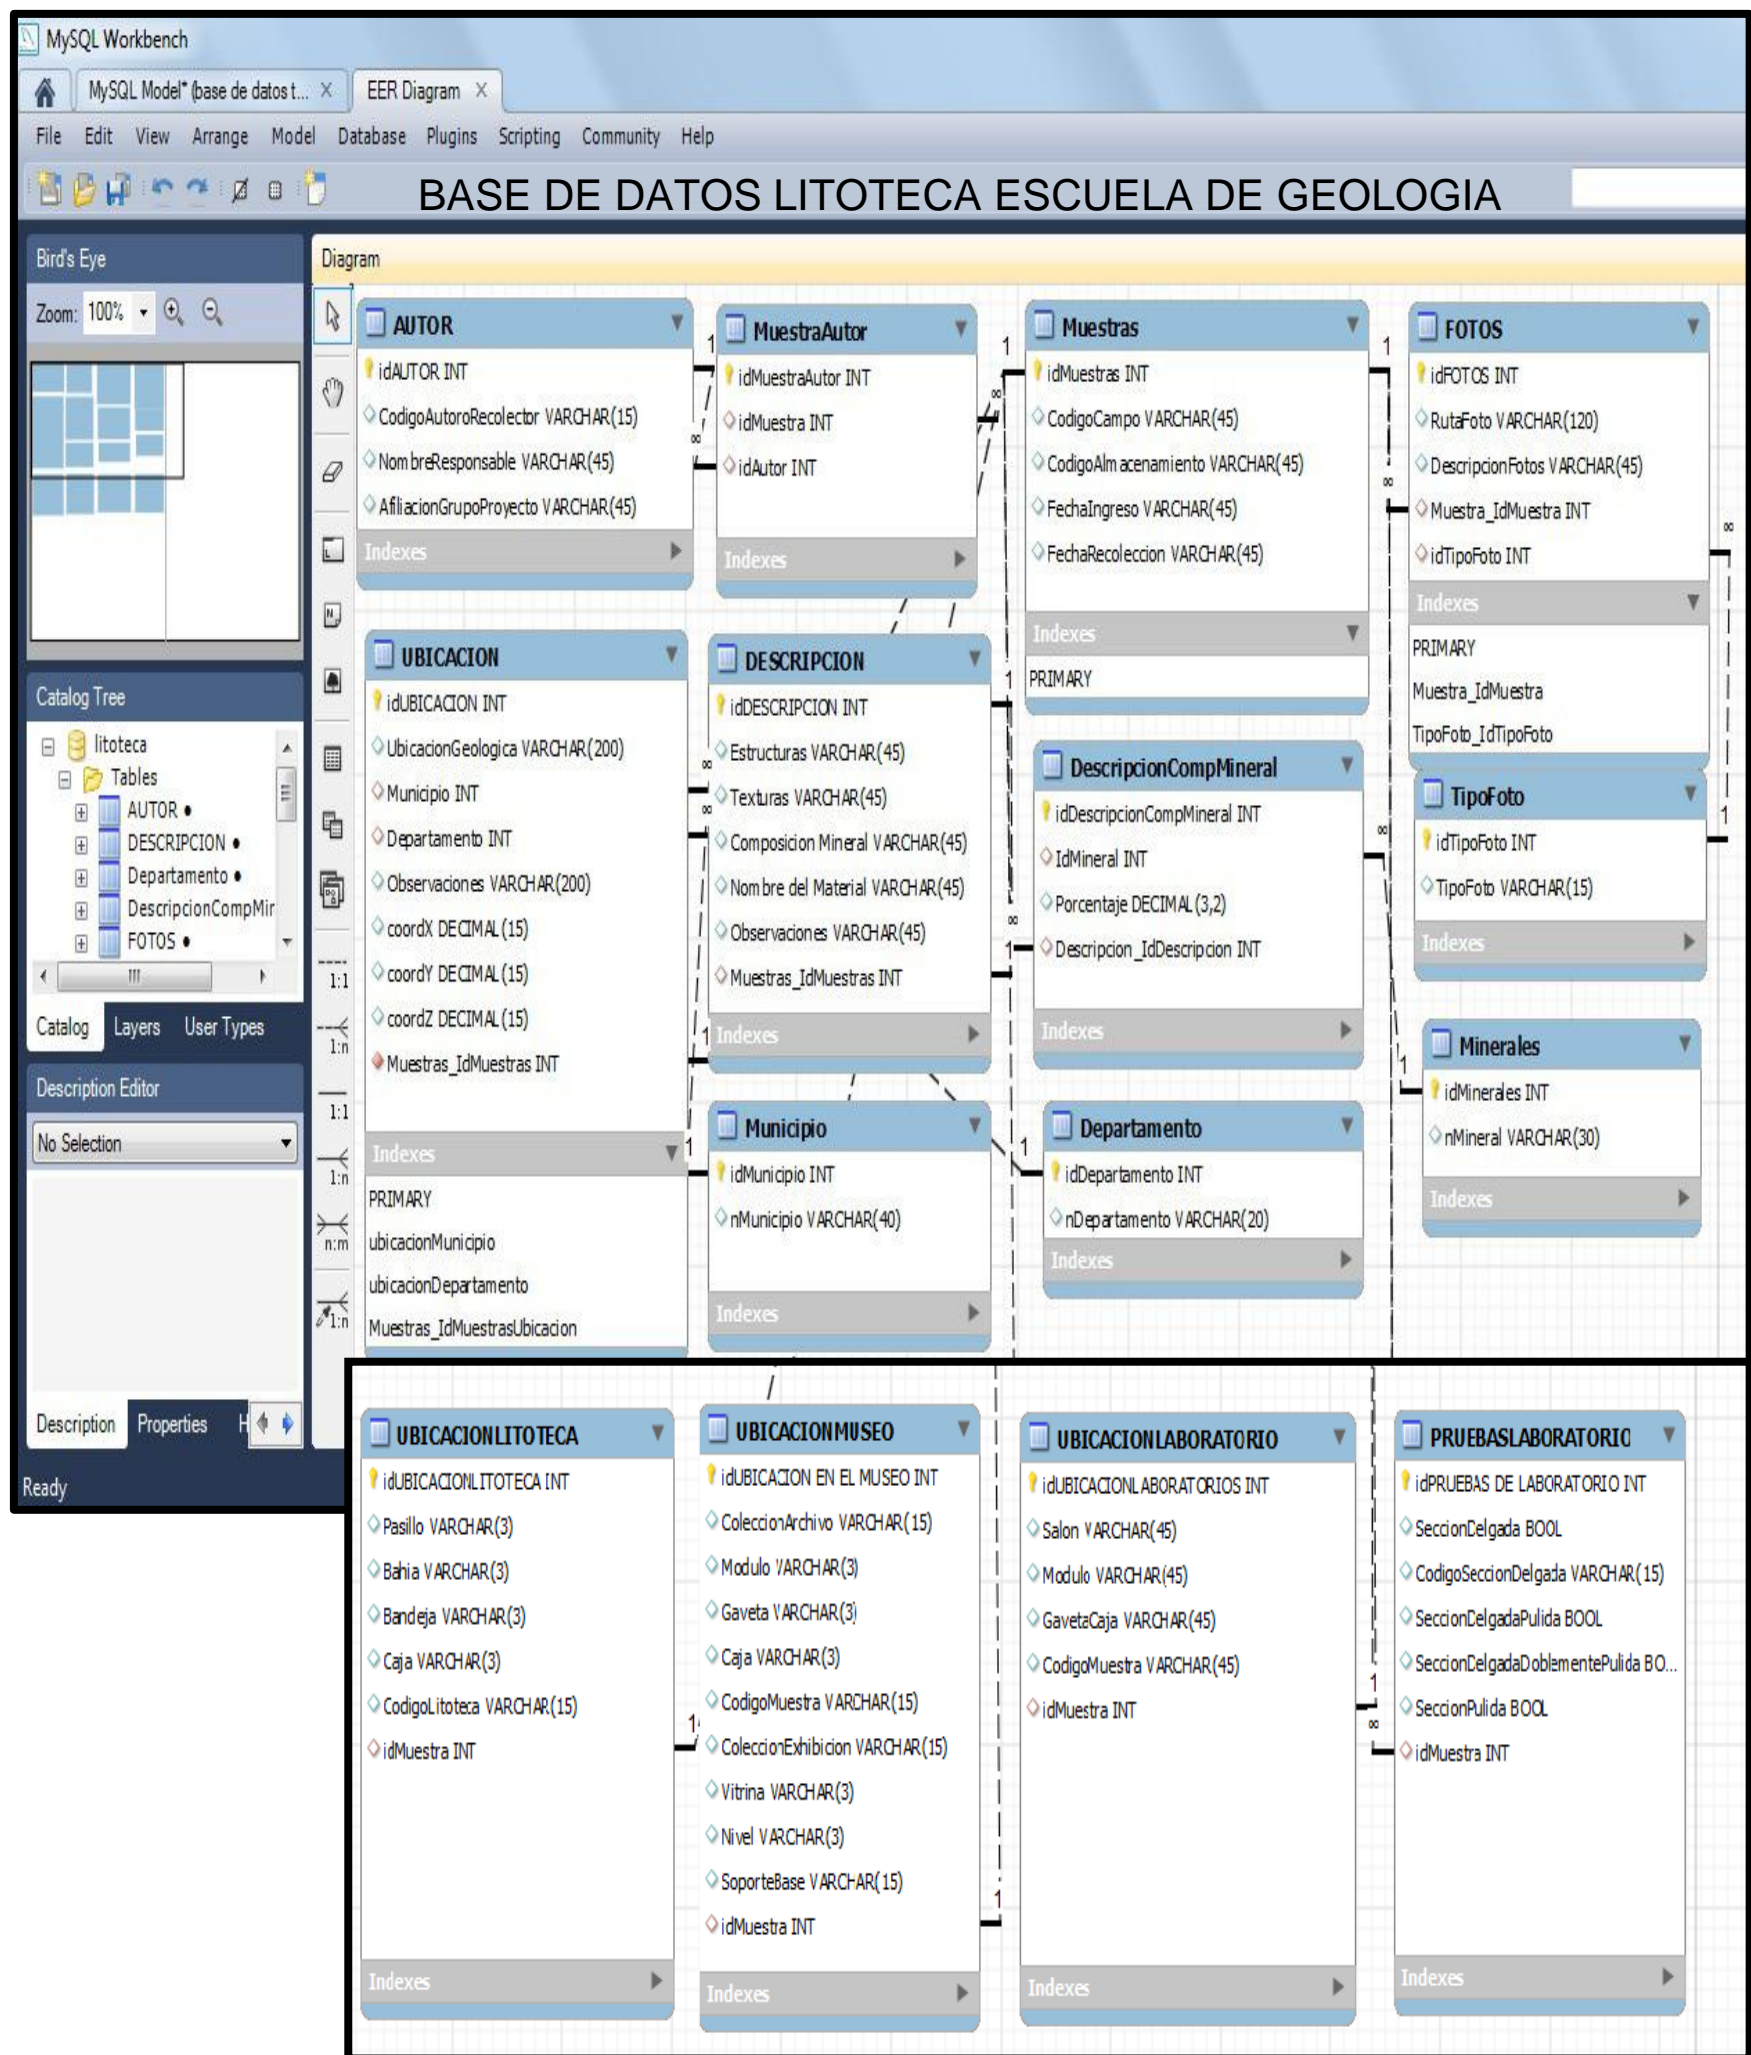 MySQL Workbench
MySQL Model* (base de datos t... ×
EER Diagram ×
File Edit View Arrange Model Database Plugins Scripting Community Help
BASE DE DATOS LITOTECA ESCUELA DE GEOLOGIA
Bird's Eye
Zoom: 100%
Catalog Tree
litoteca
Tables
AUTOR ●
DESCRIPCION ●
Departamento ●
DescripcionCompMir
FOTOS ●
Catalog Layers User Types
Description Editor
No Selection
Description Properties H
Ready
1:1
1:n
1:1
1:n
n:m
1:n
Diagram
AUTOR
idAUTOR INT
CodigoAutoroRecolector VARCHAR(15)
NombreResponsable VARCHAR(45)
AfiliacionGrupoProyecto VARCHAR(45)
Indexes
1
∞
MuestraAutor
idMuestraAutor INT
idMuestra INT
idAutor INT
Indexes
1
∞
Muestras
idMuestras INT
CodigoCampo VARCHAR(45)
CodigoAlmacenamiento VARCHAR(45)
FechaIngreso VARCHAR(45)
FechaRecoleccion VARCHAR(45)
Indexes
PRIMARY
1
∞
FOTOS
idFOTOS INT
RutaFoto VARCHAR(120)
DescripcionFotos VARCHAR(45)
Muestra_IdMuestra INT
idTipoFoto INT
Indexes
PRIMARY
Muestra_IdMuestra
TipoFoto_IdTipoFoto
∞
1
UBICACION
idUBICACION INT
UbicacionGeologica VARCHAR(200)
Municipio INT
Departamento INT
Observaciones VARCHAR(200)
coordX DECIMAL(15)
coordY DECIMAL(15)
coordZ DECIMAL(15)
Muestras_IdMuestras INT
Indexes
PRIMARY
ubicacionMunicipio
ubicacionDepartamento
Muestras_IdMuestrasUbicacion
∞
∞
1
1
DESCRIPCION
idDESCRIPCION INT
Estructuras VARCHAR(45)
Texturas VARCHAR(45)
Composicion Mineral VARCHAR(45)
Nombre del Material VARCHAR(45)
Observaciones VARCHAR(45)
Muestras_IdMuestras INT
Indexes
1
∞
1
DescripcionCompMineral
idDescripcionCompMineral INT
IdMineral INT
Porcentaje DECIMAL(3,2)
Descripcion_IdDescripcion INT
Indexes
∞
1
TipoFoto
idTipoFoto INT
TipoFoto VARCHAR(15)
Indexes
Minerales
idMinerales INT
nMineral VARCHAR(30)
Indexes
Municipio
idMunicipio INT
nMunicipio VARCHAR(40)
Indexes
1
Departamento
idDepartamento INT
nDepartamento VARCHAR(20)
Indexes
UBICACIONLITOTECA
idUBICACIONLITOTECA INT
Pasillo VARCHAR(3)
Bahia VARCHAR(3)
Bandeja VARCHAR(3)
Caja VARCHAR(3)
CodigoLitoteca VARCHAR(15)
idMuestra INT
Indexes
1
UBICACIONMUSEO
idUBICACION EN EL MUSEO INT
ColeccionArchivo VARCHAR(15)
Modulo VARCHAR(3)
Gaveta VARCHAR(3)
Caja VARCHAR(3)
CodigoMuestra VARCHAR(15)
ColeccionExhibicion VARCHAR(15)
Vitrina VARCHAR(3)
Nivel VARCHAR(3)
SoporteBase VARCHAR(15)
idMuestra INT
Indexes
1
UBICACIONLABORATORIO
idUBICACIONLABORATORIOS INT
Salon VARCHAR(45)
Modulo VARCHAR(45)
GavetaCaja VARCHAR(45)
CodigoMuestra VARCHAR(45)
idMuestra INT
Indexes
1
∞
PRUEBASLABORATORIO
idPRUEBAS DE LABORATORIO INT
SeccionDelgada BOOL
CodigoSeccionDelgada VARCHAR(15)
SeccionDelgadaPulida BOOL
SeccionDelgadaDoblementePulida BO...
SeccionPulida BOOL
idMuestra INT
Indexes